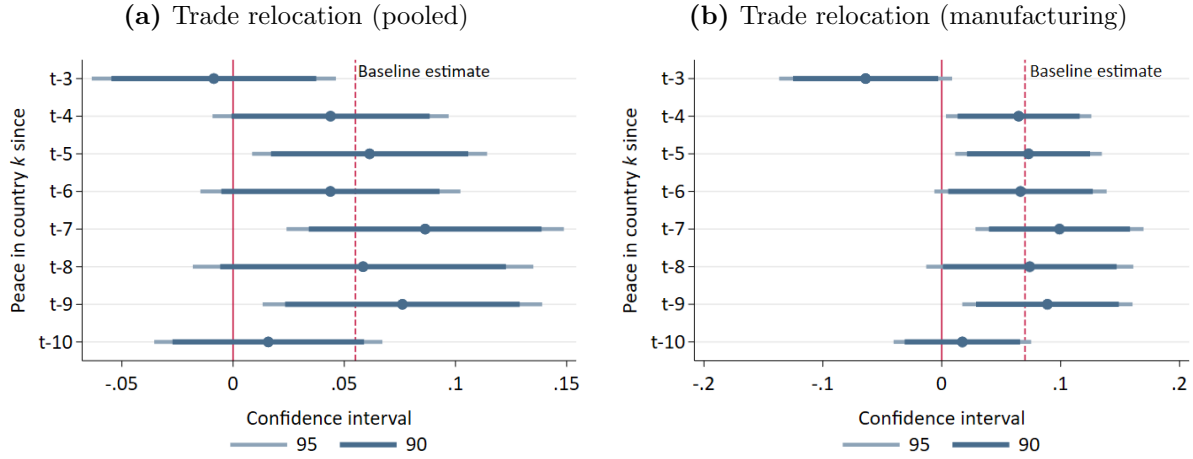 (a) Trade relocation (pooled)
Peace in country k since
t-3
t-4
t-5
t-6
t-7
t-8
t-9
t-10
Baseline estimate
-.05 0 .05 .1 .15
Confidence interval
95 90
(b) Trade relocation (manufacturing)
Peace in country k since
t-3
t-4
t-5
t-6
t-7
t-8
t-9
t-10
Baseline estimate
-.2 -.1 0 .1 .2
Confidence interval
95 90